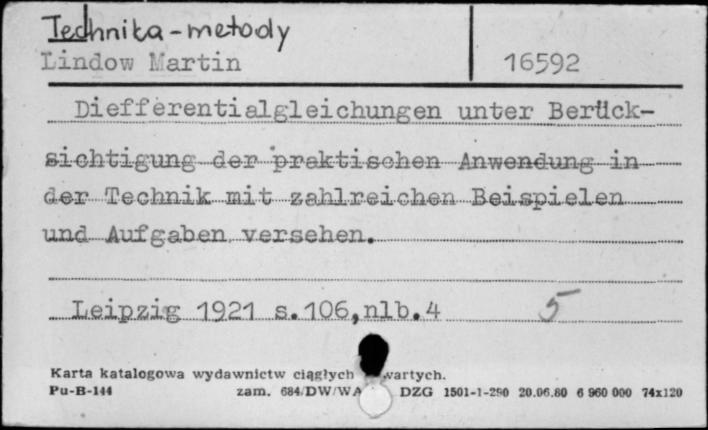 Technika - metody
Lindow Martin 16592
Diefferentialgleichungen unter Berück-
sichtigung der praktischen Anwendung in
der Technik mit zahlreichen Beispielen
und Aufgaben versehen.
Leipzig 1921 s.106,nlb.4 5
Karta katalogowa wydawnictw ciągłych wartych.
Pu-B-144 zam. 684/DW/WA DZG 1501-1-290 20.06.80 6 960 000 74x120